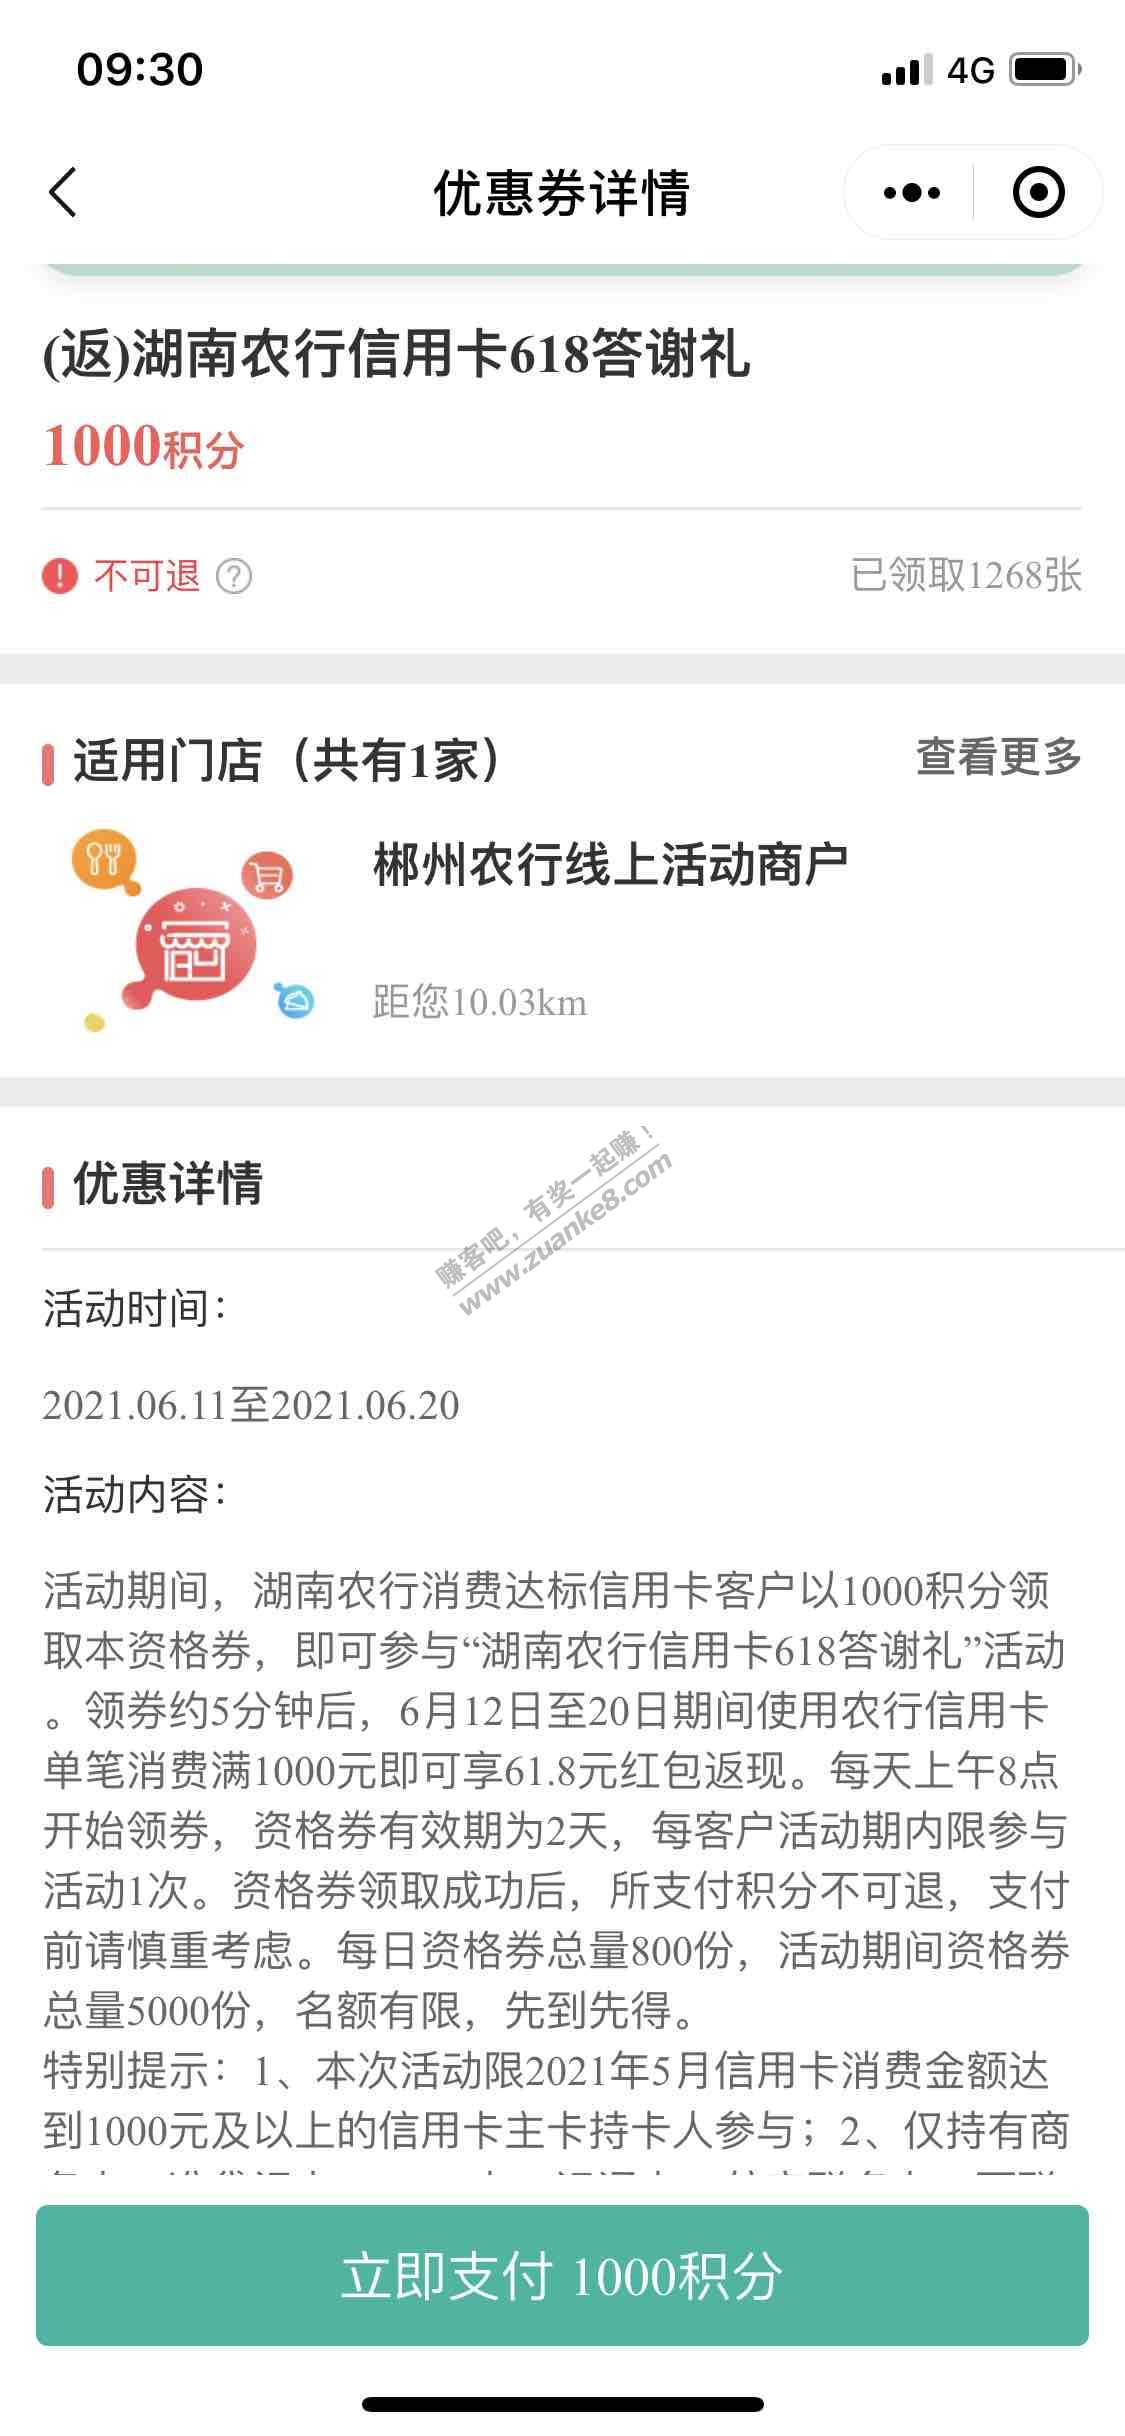 09:30
4G
优惠券详情
(返)湖南农行信用卡618答谢礼
1000积分
不可退
已领取1268张
适用门店（共有1家）
查看更多
郴州农行线上活动商户
距您10.03km
优惠详情
赚客吧，有奖一起赚！
www.zuanke8.com
活动时间：
2021.06.11至2021.06.20
活动内容：
活动期间，湖南农行消费达标信用卡客户以1000积分领
取本资格券，即可参与“湖南农行信用卡618答谢礼”活动
。领券约5分钟后，6月12日至20日期间使用农行信用卡
单笔消费满1000元即可享61.8元红包返现。每天上午8点
开始领券，资格券有效期为2天，每客户活动期内限参与
活动1次。资格券领取成功后，所支付积分不可退，支付
前请慎重考虑。每日资格券总量800份，活动期间资格券
总量5000份，名额有限，先到先得。
特别提示：1、本次活动限2021年5月信用卡消费金额达
到1000元及以上的信用卡主卡持卡人参与；2、仅持有商
立即支付 1000积分